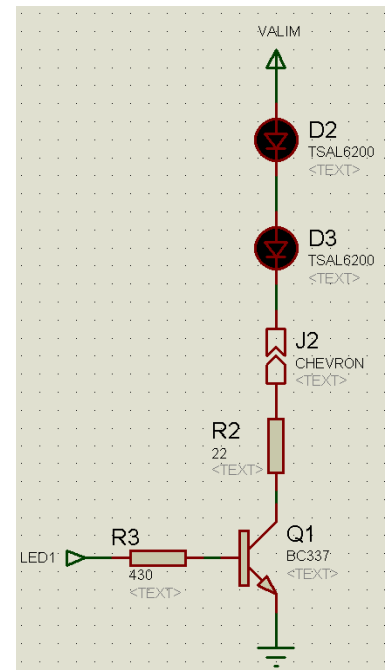 VALIM
D2
TSAL6200
<TEXT>
D3
TSAL6200
<TEXT>
J2
CHEVRON
<TEXT>
R2
22
<TEXT>
Q1
BC337
<TEXT>
R3
430
<TEXT>
LED1